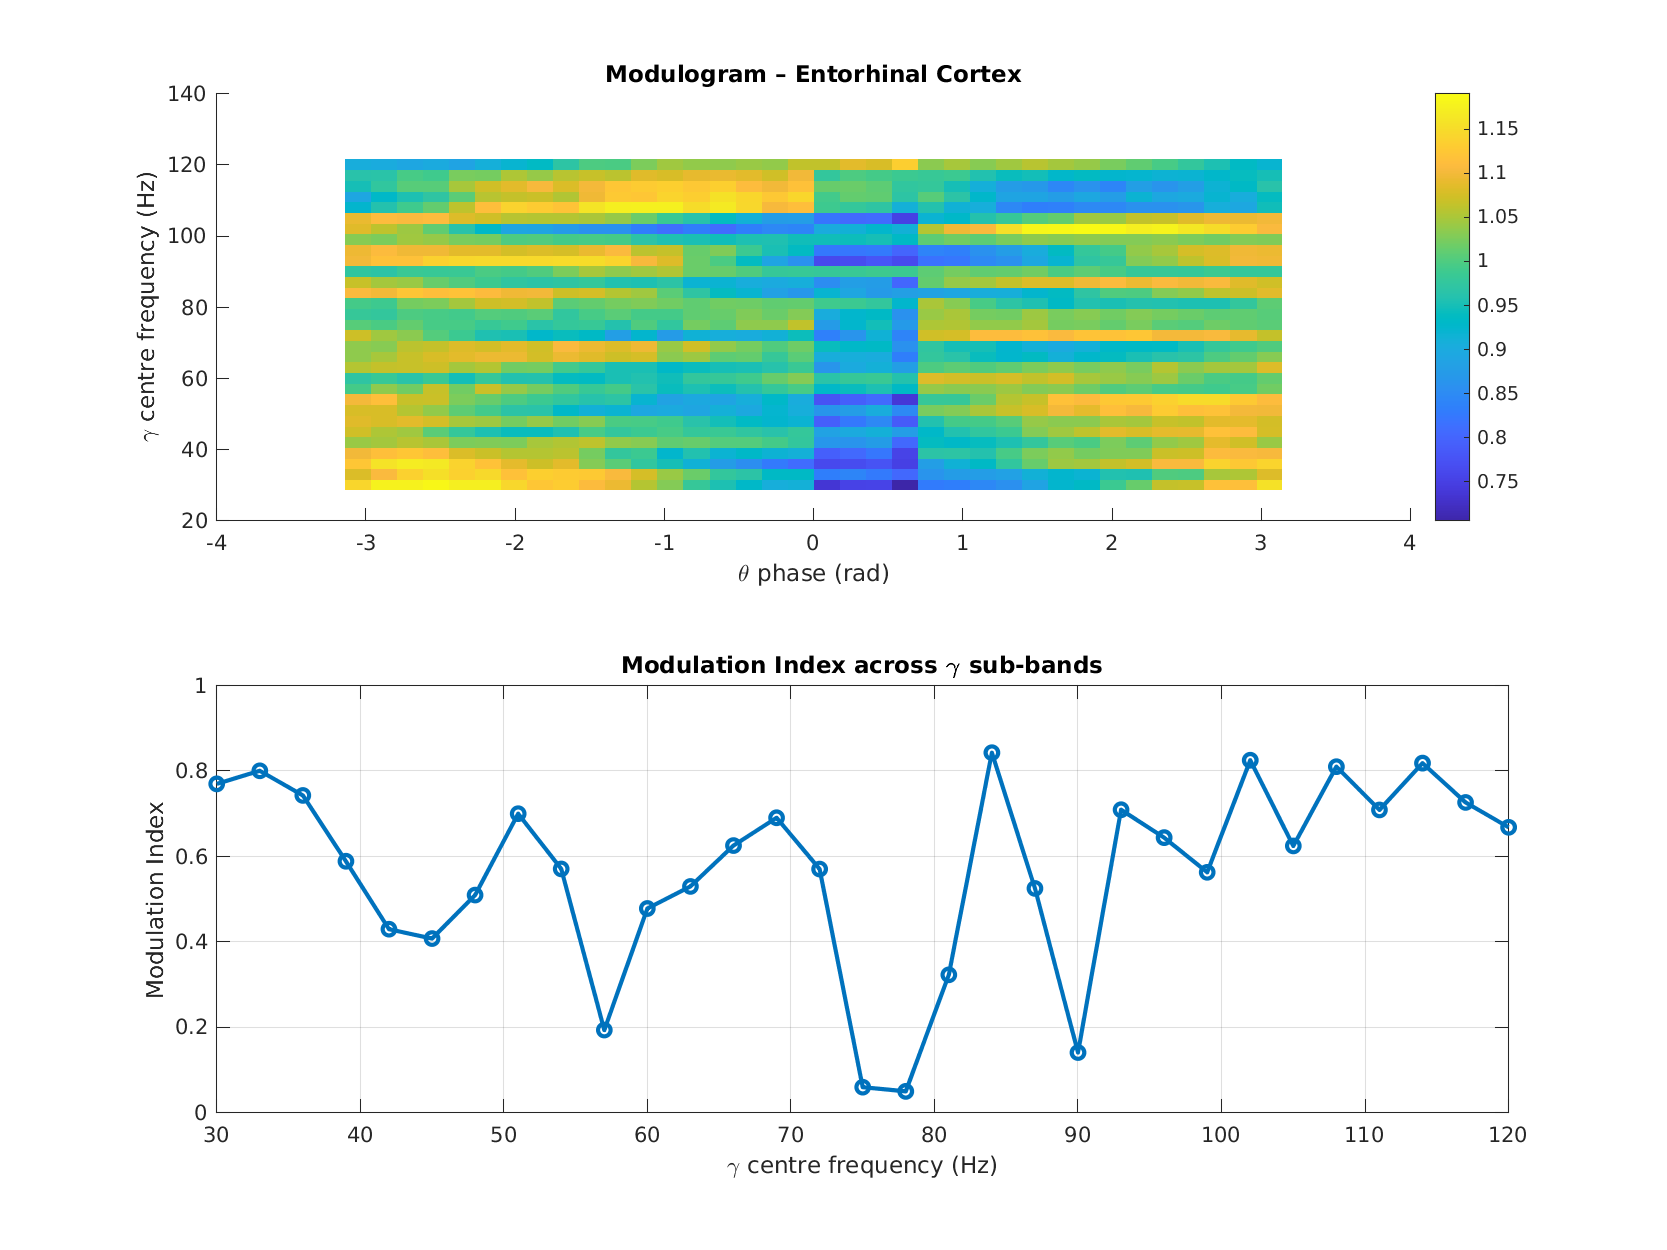 Modulogram – Entorhinal Cortex
140
120
100
80
60
40
20
γ centre frequency (Hz)
-4 -3 -2 -1 0 1 2 3 4
θ phase (rad)
1.15
1.1
1.05
1
0.95
0.9
0.85
0.8
0.75
Modulation Index across γ sub-bands
1
0.8
0.6
0.4
0.2
0
Modulation Index
30 40 50 60 70 80 90 100 110 120
γ centre frequency (Hz)